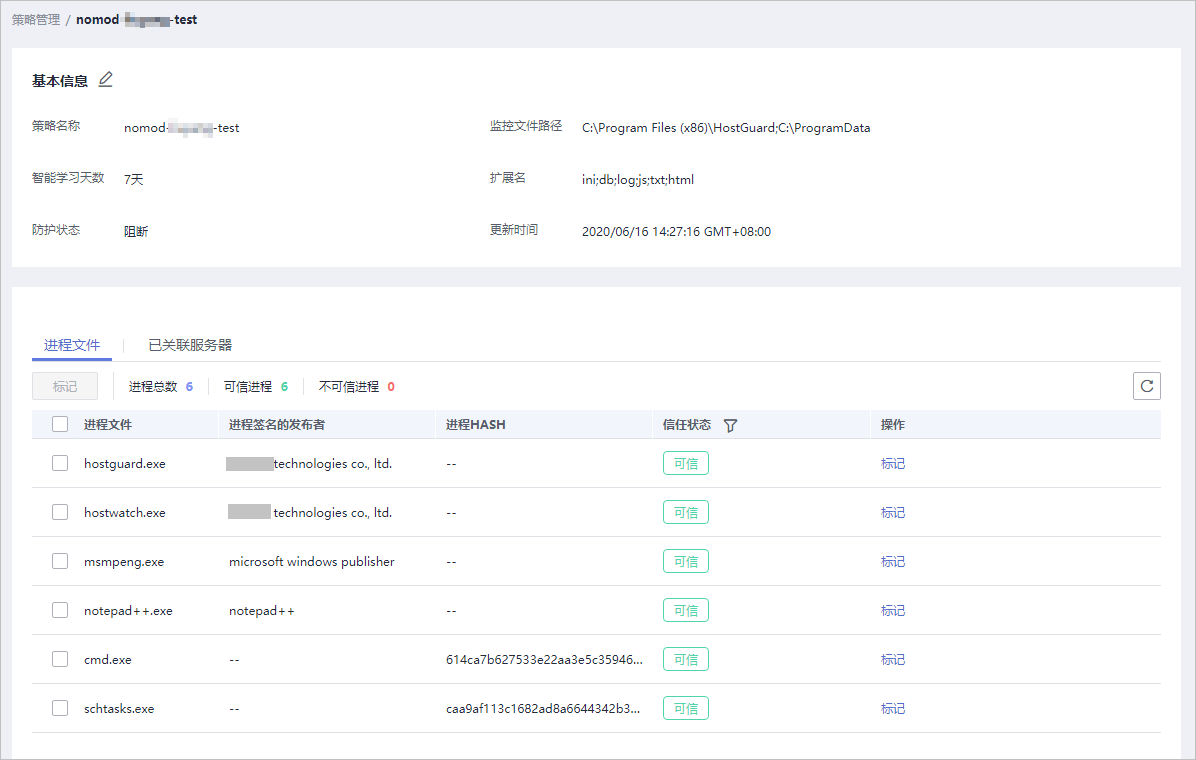 策略管理 / nomod- -test
基本信息
策略名称 nomod- -test 监控文件路径 C:\Program Files (x86)\HostGuard;C:\ProgramData
智能学习天数 7天 扩展名 ini;db;log;js;txt;html
防护状态 阻断 更新时间 2020/06/16 14:27:16 GMT+08:00
进程文件 已关联服务器
标记 进程总数 6 可信进程 6 不可信进程 0
进程文件 进程签名的发布者 进程HASH 信任状态 操作
hostguard.exe technologies co., ltd. -- 可信 标记
hostwatch.exe technologies co., ltd. -- 可信 标记
msmpeng.exe microsoft windows publisher -- 可信 标记
notepad++.exe notepad++ -- 可信 标记
cmd.exe -- 614ca7b627533e22aa3e5c35946... 可信 标记
schtasks.exe -- caa9af113c1682ad8a6644342b3... 可信 标记